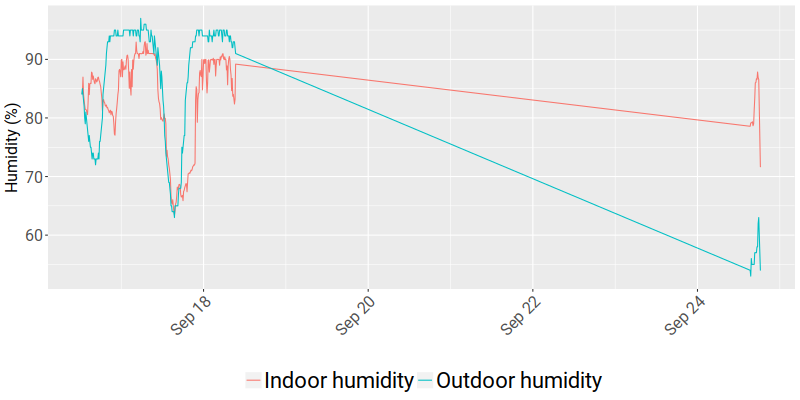 Humidity (%)
90
80
70
60
Sep 18
Sep 20
Sep 22
Sep 24
Indoor humidity
Outdoor humidity